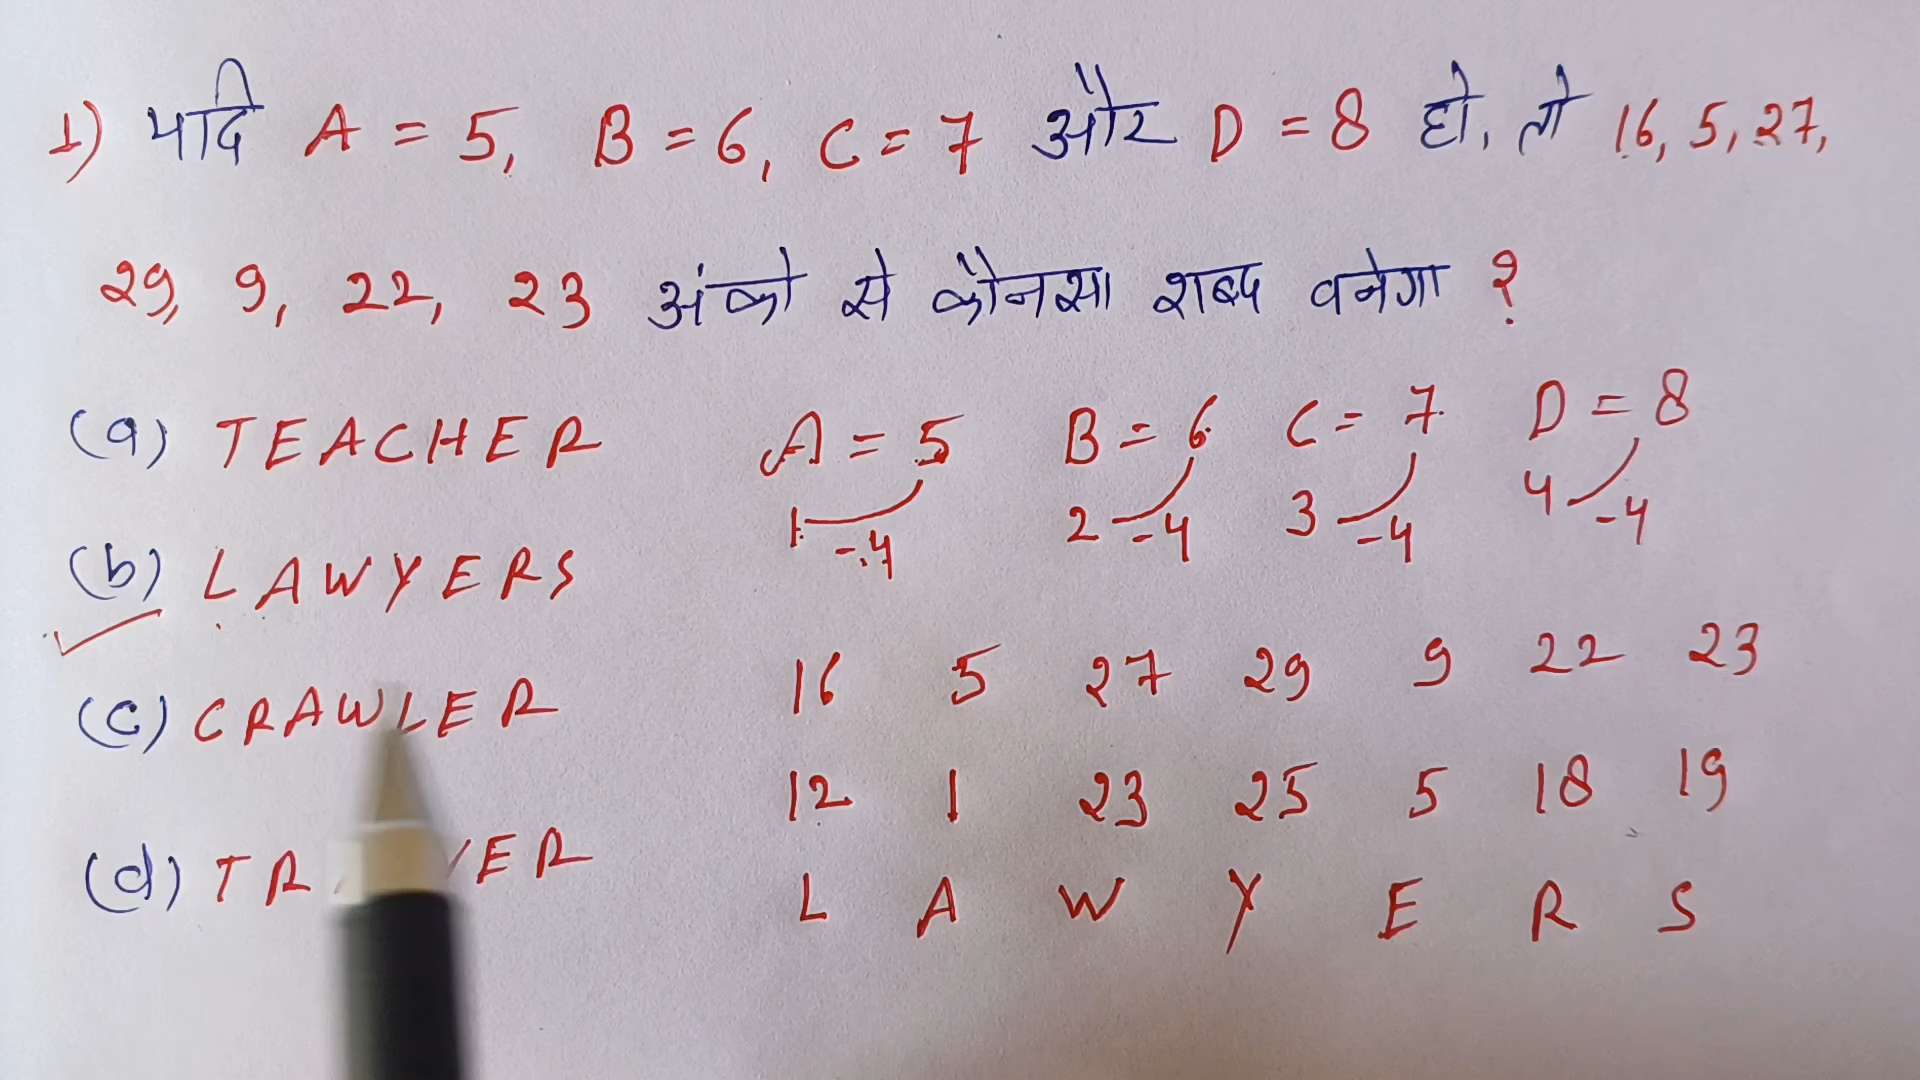 1) यदि A = 5, B = 6, C = 7 और D = 8 हो, तो 16, 5, 27,
29, 9, 22, 23 अंको से कौनसा शब्द बनेगा ?
(a) TEACHER
(b) LAWYERS
(c) CRAWLER
(d)
A = 5 B = 6 C = 7 D = 8
1 -4 2 -4 3 -4 4 -4
16 5 27 29 9 22 23
12 1 23 25 5 18 19
L A W Y E R S